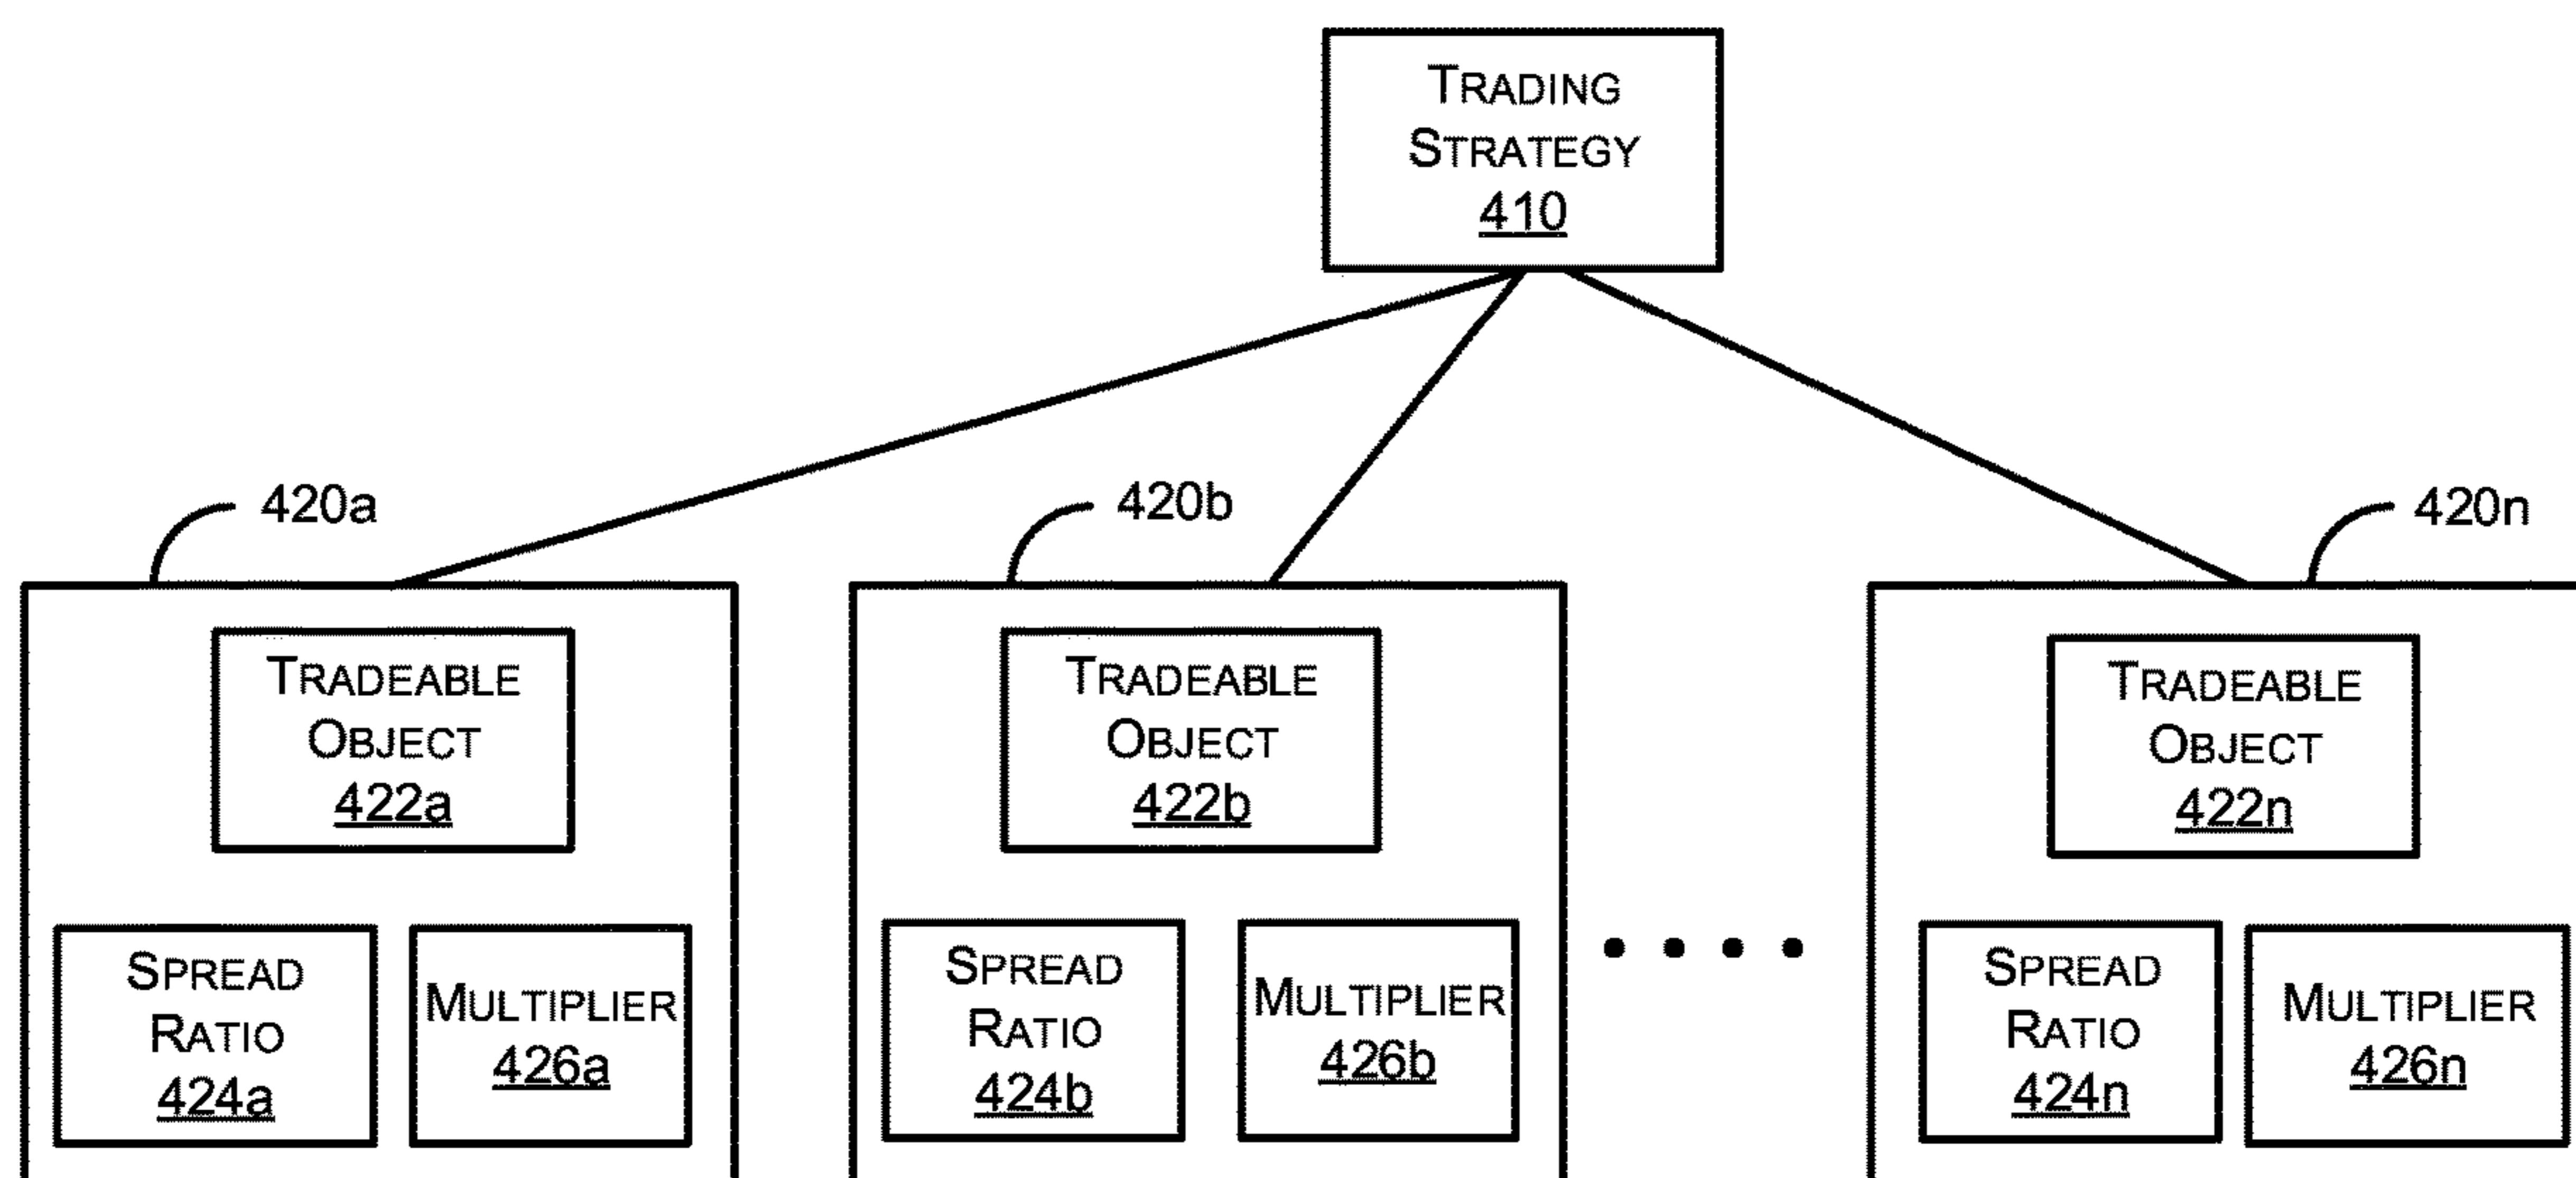 TRADING
STRATEGY
410
420a
420b
420n
TRADEABLE
OBJECT
422a
TRADEABLE
OBJECT
422b
TRADEABLE
OBJECT
422n
SPREAD
RATIO
424a
MULTIPLIER
426a
SPREAD
RATIO
424b
MULTIPLIER
426b
SPREAD
RATIO
424n
MULTIPLIER
426n